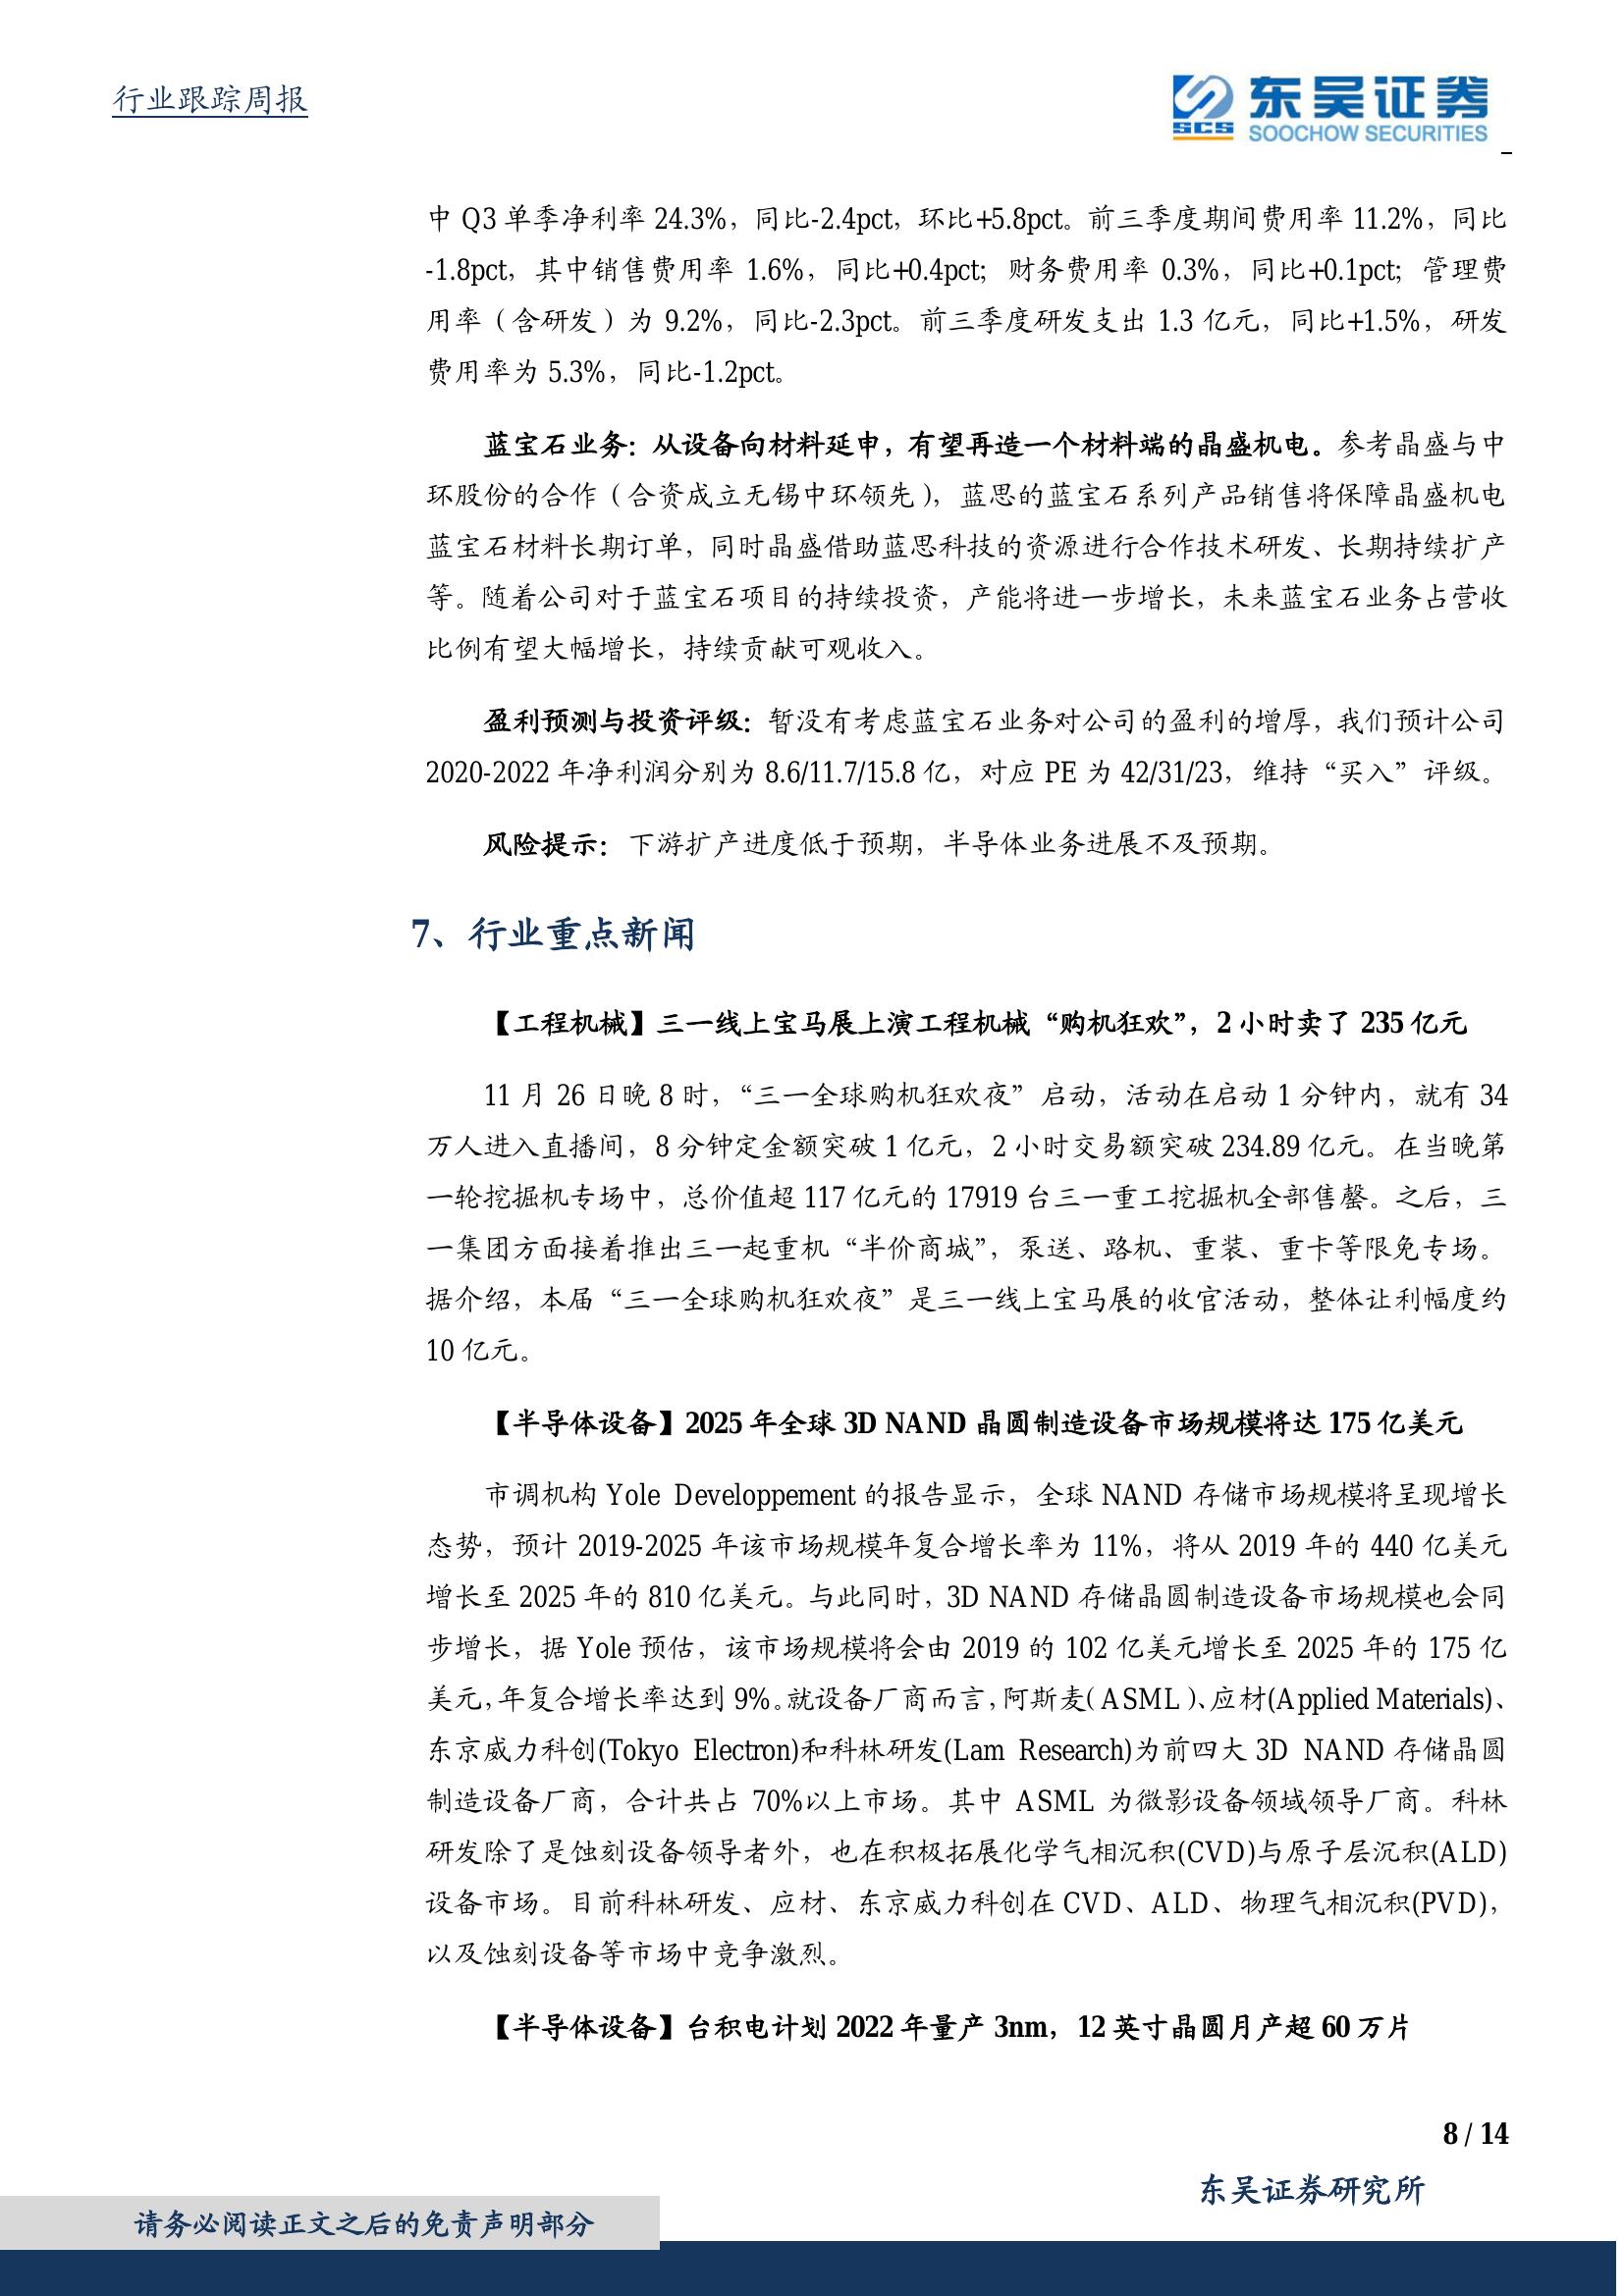 行业跟踪周报
SCS 东吴证券
SOOCHOW SECURITIES
中 Q3 单季净利率 24.3%，同比-2.4pct，环比+5.8pct。前三季度期间费用率 11.2%，同比
-1.8pct，其中销售费用率 1.6%，同比+0.4pct；财务费用率 0.3%，同比+0.1pct；管理费
用率（含研发）为 9.2%，同比-2.3pct。前三季度研发支出 1.3 亿元，同比+1.5%，研发
费用率为 5.3%，同比-1.2pct。
蓝宝石业务：从设备向材料延申，有望再造一个材料端的晶盛机电。参考晶盛与中
环股份的合作（合资成立无锡中环领先），蓝思的蓝宝石系列产品销售将保障晶盛机电
蓝宝石材料长期订单，同时晶盛借助蓝思科技的资源进行合作技术研发、长期持续扩产
等。随着公司对于蓝宝石项目的持续投资，产能将进一步增长，未来蓝宝石业务占营收
比例有望大幅增长，持续贡献可观收入。
盈利预测与投资评级：暂没有考虑蓝宝石业务对公司的盈利的增厚，我们预计公司
2020-2022 年净利润分别为 8.6/11.7/15.8 亿，对应 PE 为 42/31/23，维持“买入”评级。
风险提示：下游扩产进度低于预期，半导体业务进展不及预期。
7、行业重点新闻
【工程机械】三一线上宝马展上演工程机械“购机狂欢”，2 小时卖了 235 亿元
11 月 26 日晚 8 时，“三一全球购机狂欢夜”启动，活动在启动 1 分钟内，就有 34
万人进入直播间，8 分钟定金额突破 1 亿元，2 小时交易额突破 234.89 亿元。在当晚第
一轮挖掘机专场中，总价值超 117 亿元的 17919 台三一重工挖掘机全部售罄。之后，三
一集团方面接着推出三一起重机“半价商城”，泵送、路机、重装、重卡等限免专场。
据介绍，本届“三一全球购机狂欢夜”是三一线上宝马展的收官活动，整体让利幅度约
10 亿元。
【半导体设备】2025 年全球 3D NAND 晶圆制造设备市场规模将达 175 亿美元
市调机构 Yole Developpement 的报告显示，全球 NAND 存储市场规模将呈现增长
态势，预计 2019-2025 年该市场规模年复合增长率为 11%，将从 2019 年的 440 亿美元
增长至 2025 年的 810 亿美元。与此同时，3D NAND 存储晶圆制造设备市场规模也会同
步增长，据 Yole 预估，该市场规模将会由 2019 的 102 亿美元增长至 2025 年的 175 亿
美元，年复合增长率达到 9%。就设备厂商而言，阿斯麦（ASML）、应材(Applied Materials)、
东京威力科创(Tokyo Electron)和科林研发(Lam Research)为前四大 3D NAND 存储晶圆
制造设备厂商，合计共占 70%以上市场。其中 ASML 为微影设备领域领导厂商。科林
研发除了是蚀刻设备领导者外，也在积极拓展化学气相沉积(CVD)与原子层沉积(ALD)
设备市场。目前科林研发、应材、东京威力科创在 CVD、ALD、物理气相沉积(PVD)，
以及蚀刻设备等市场中竞争激烈。
【半导体设备】台积电计划 2022 年量产 3nm，12 英寸晶圆月产超 60 万片
8 / 14
东吴证券研究所
请务必阅读正文之后的免责声明部分